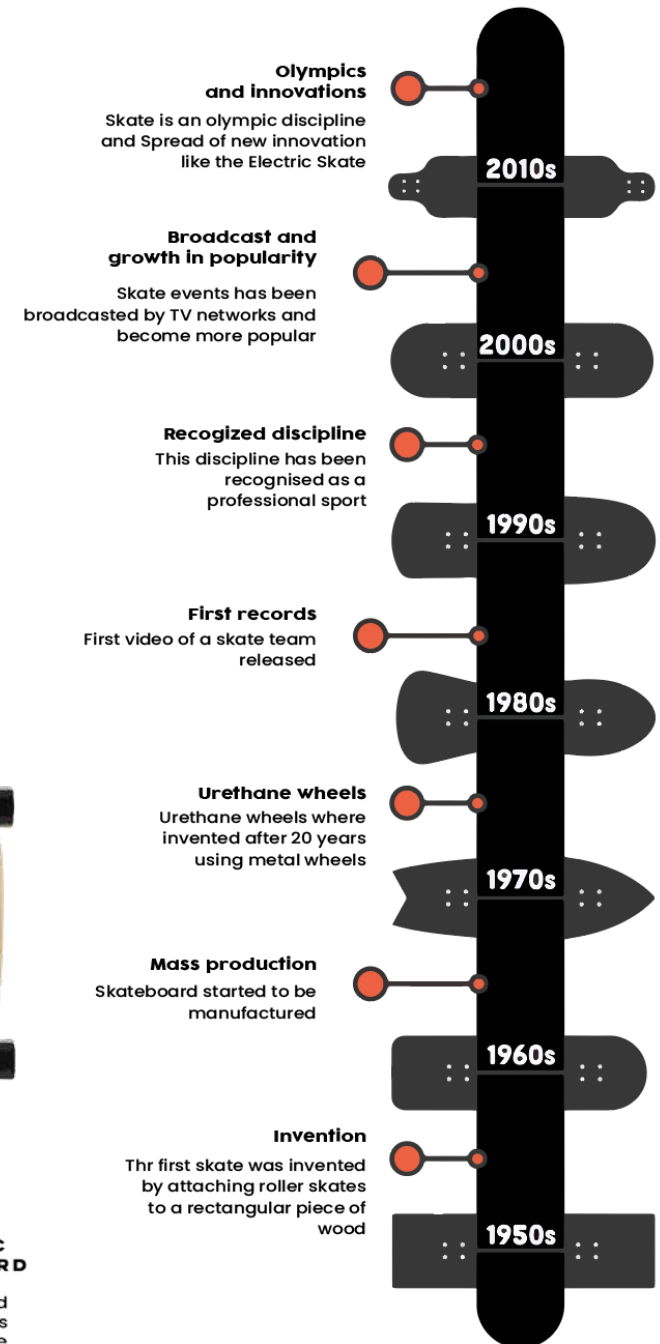 Olympics
and innovations
Skate is an olympic discipline
and Spread of new innovation
like the Electric Skate
2010s
Broadcast and
growth in popularity
Skate events has been
broadcasted by TV networks and
become more popular
2000s
Recogized discipline
This discipline has been
recognised as a
professional sport
1990s
First records
First video of a skate team
released
1980s
Urethane wheels
Urethane wheels where
invented after 20 years
using metal wheels
1970s
Mass production
Skateboard started to be
manufactured
1960s
Invention
Thr first skate was invented
by attaching roller skates
to a rectangular piece of
wood
1950s